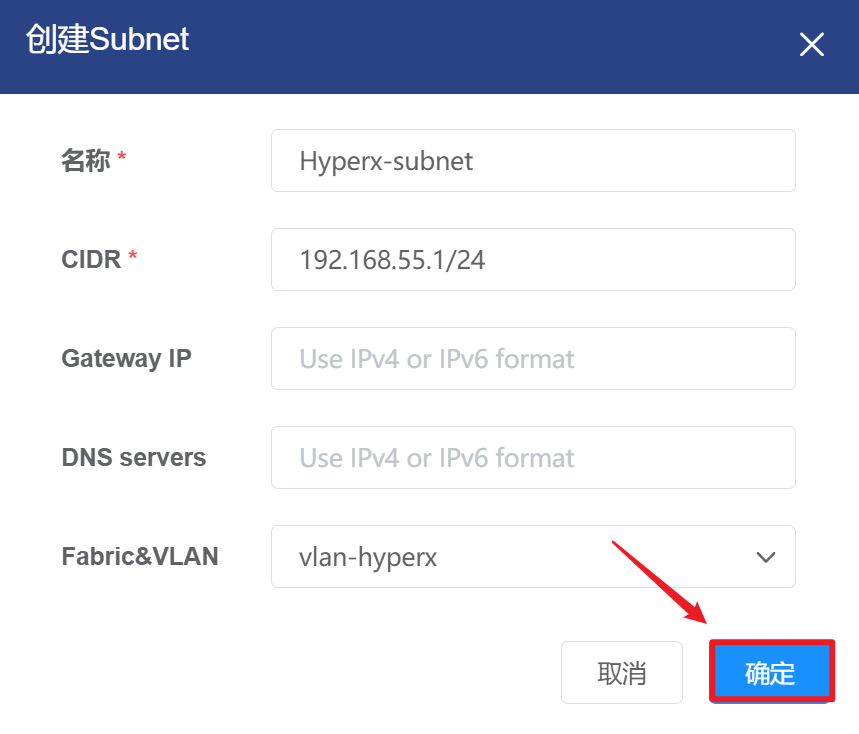 创建Subnet
名称 *
Hyperx-subnet
CIDR *
192.168.55.1/24
Gateway IP
Use IPv4 or IPv6 format
DNS servers
Use IPv4 or IPv6 format
Fabric&VLAN
vlan-hyperx
取消
确定